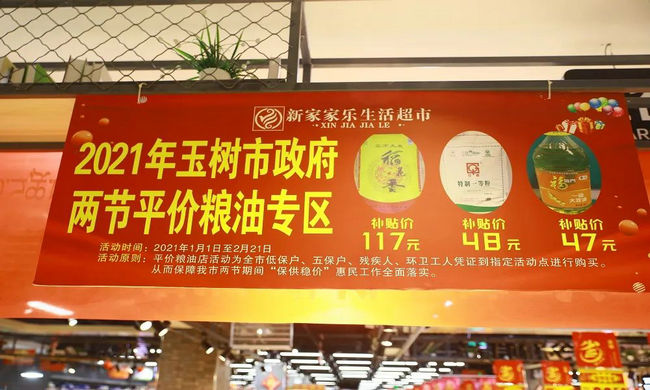 新家家乐生活超市
·XIN JIA JIA LE·
2021年玉树市政府
两节平价粮油专区
稻花香
特制一等粉
福
补贴价
117元
补贴价
48元
补贴价
47元
活动时间：2021年1月1日至2月21日
活动原则：平价粮油店活动为全市低保户、五保户、残疾人、环卫工人凭证到指定活动点进行购买。
从而保障我市两节期间“保供稳价”惠民工作全面落实。